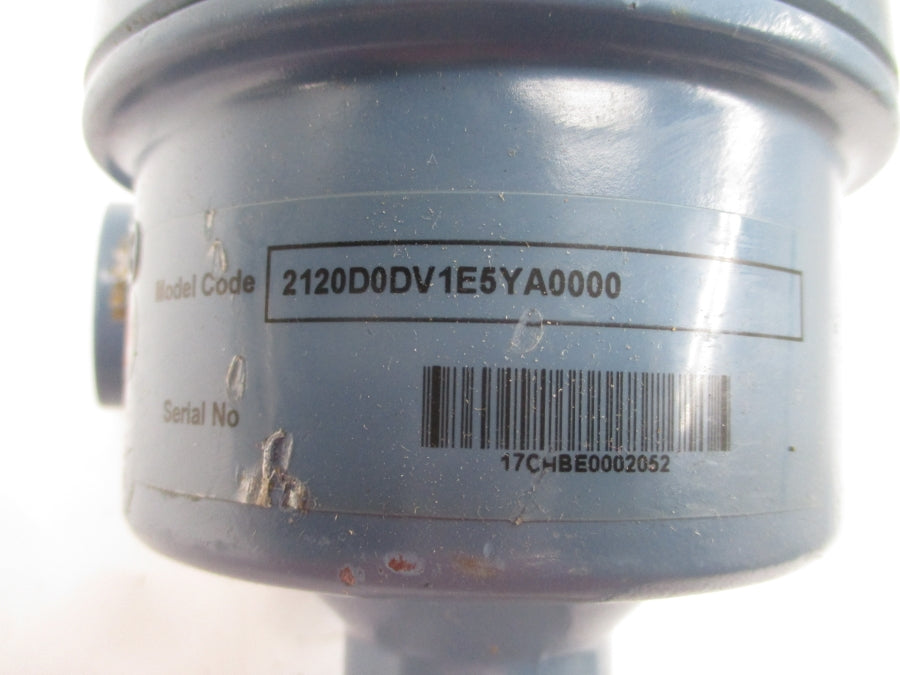 Model Code 2120D0DV1E5YA0000
Serial No
17CHBE0002052